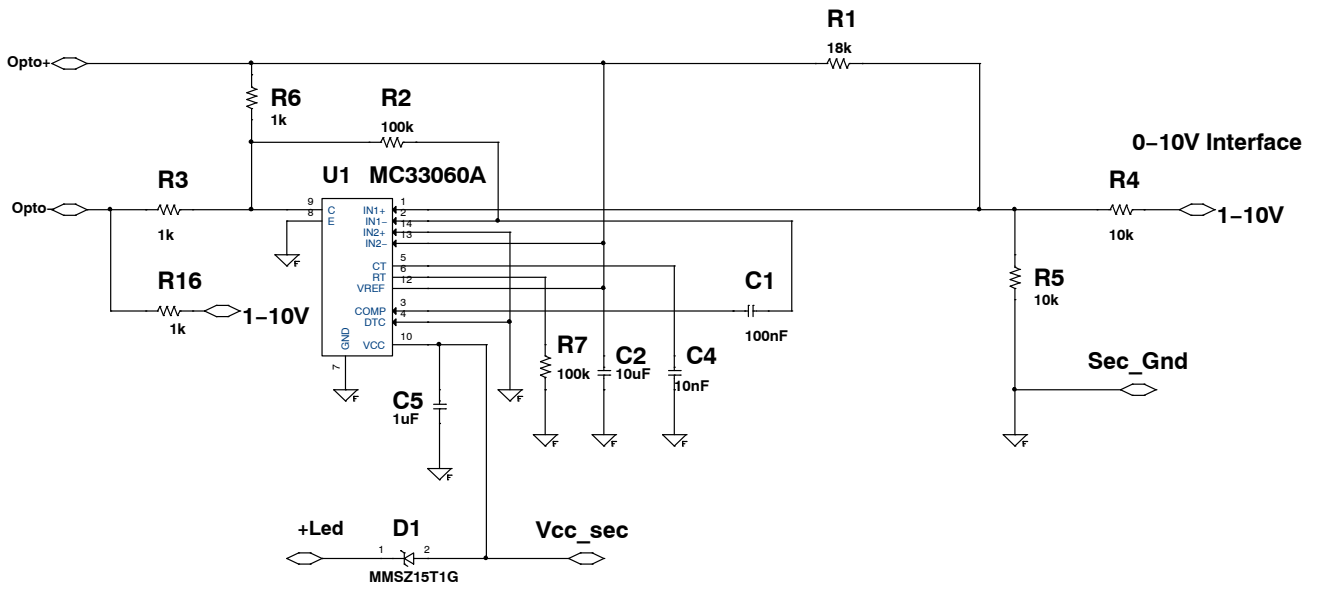 R1
18k
Opto+
R6
1k
R2
100k
0–10V Interface
U1 MC33060A
R3
1k
R4
10k
Opto-
1–10V
9
8
C
E
IN1+
IN1–
IN2+
IN2–
CT
RT
VREF
COMP
DTC
VCC
GND
1
2
14
13
5
6
12
3
4
10
7
R16
1k
1–10V
C1
100nF
R5
10k
R7
100k
C2
10uF
C4
10nF
Sec_Gnd
C5
1uF
F
F
F
F
F
F
F
F
+Led
D1
1
2
MMSZ15T1G
Vcc_sec